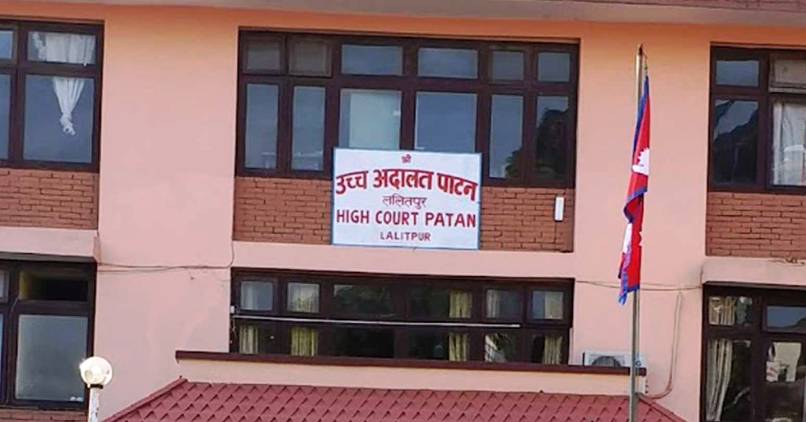 श्री
उच्च अदालत पाटन
ललितपुर
HIGH COURT PATAN
LALITPUR